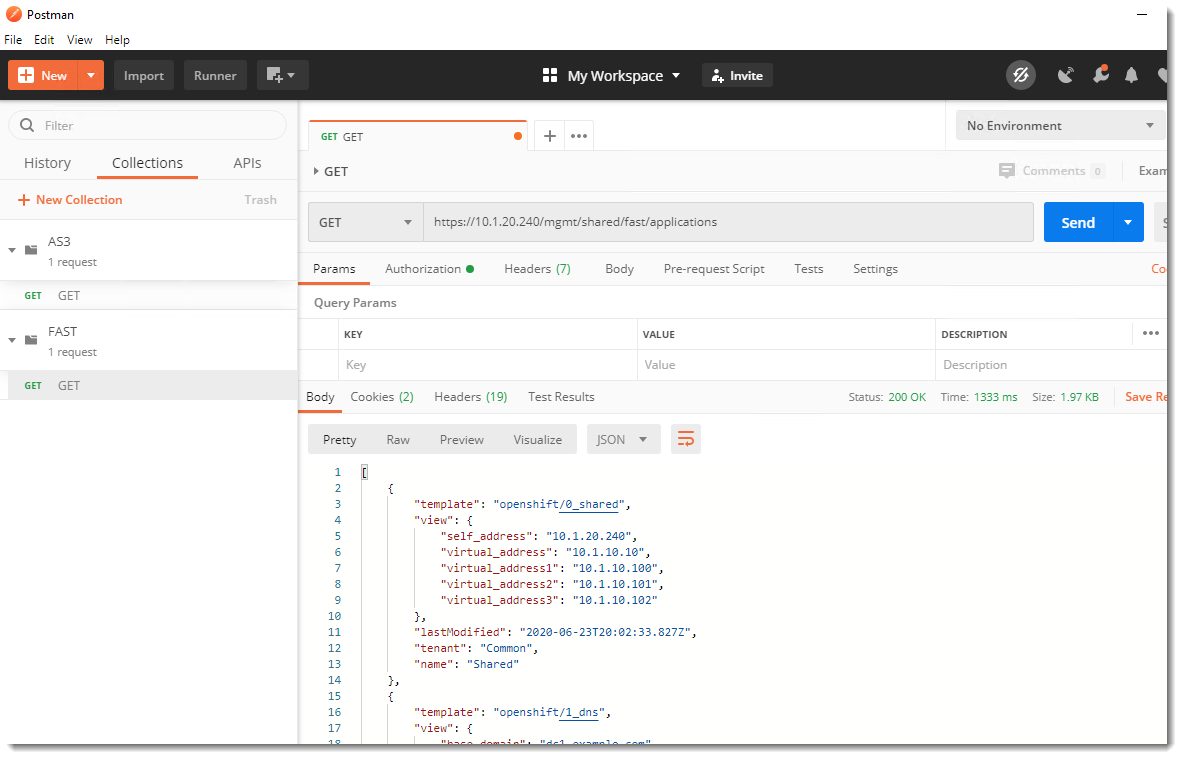 Postman
File Edit View Help
New Import Runner My Workspace Invite
Filter
History Collections APIs
New Collection Trash
AS3
1 request
GET GET
FAST
1 request
GET GET
GET GET
No Environment
GET Comments 0 Exam
GET https://10.1.20.240/mgmt/shared/fast/applications Send S
Params Authorization Headers (7) Body Pre-request Script Tests Settings Co
Query Params
KEY VALUE DESCRIPTION
Key Value Description
Body Cookies (2) Headers (19) Test Results Status: 200 OK Time: 1333 ms Size: 1.97 KB Save Re
Pretty Raw Preview Visualize JSON
1 [
2 {
3 "template": "openshift/0_shared",
4 "view": {
5 "self_address": "10.1.20.240",
6 "virtual_address": "10.1.10.10",
7 "virtual_address1": "10.1.10.100",
8 "virtual_address2": "10.1.10.101",
9 "virtual_address3": "10.1.10.102"
10 },
11 "lastModified": "2020-06-23T20:02:33.827Z",
12 "tenant": "Common",
13 "name": "Shared"
14 },
15 {
16 "template": "openshift/1_dns",
17 "view": {
18 "base_domain": "dc1.example.com"